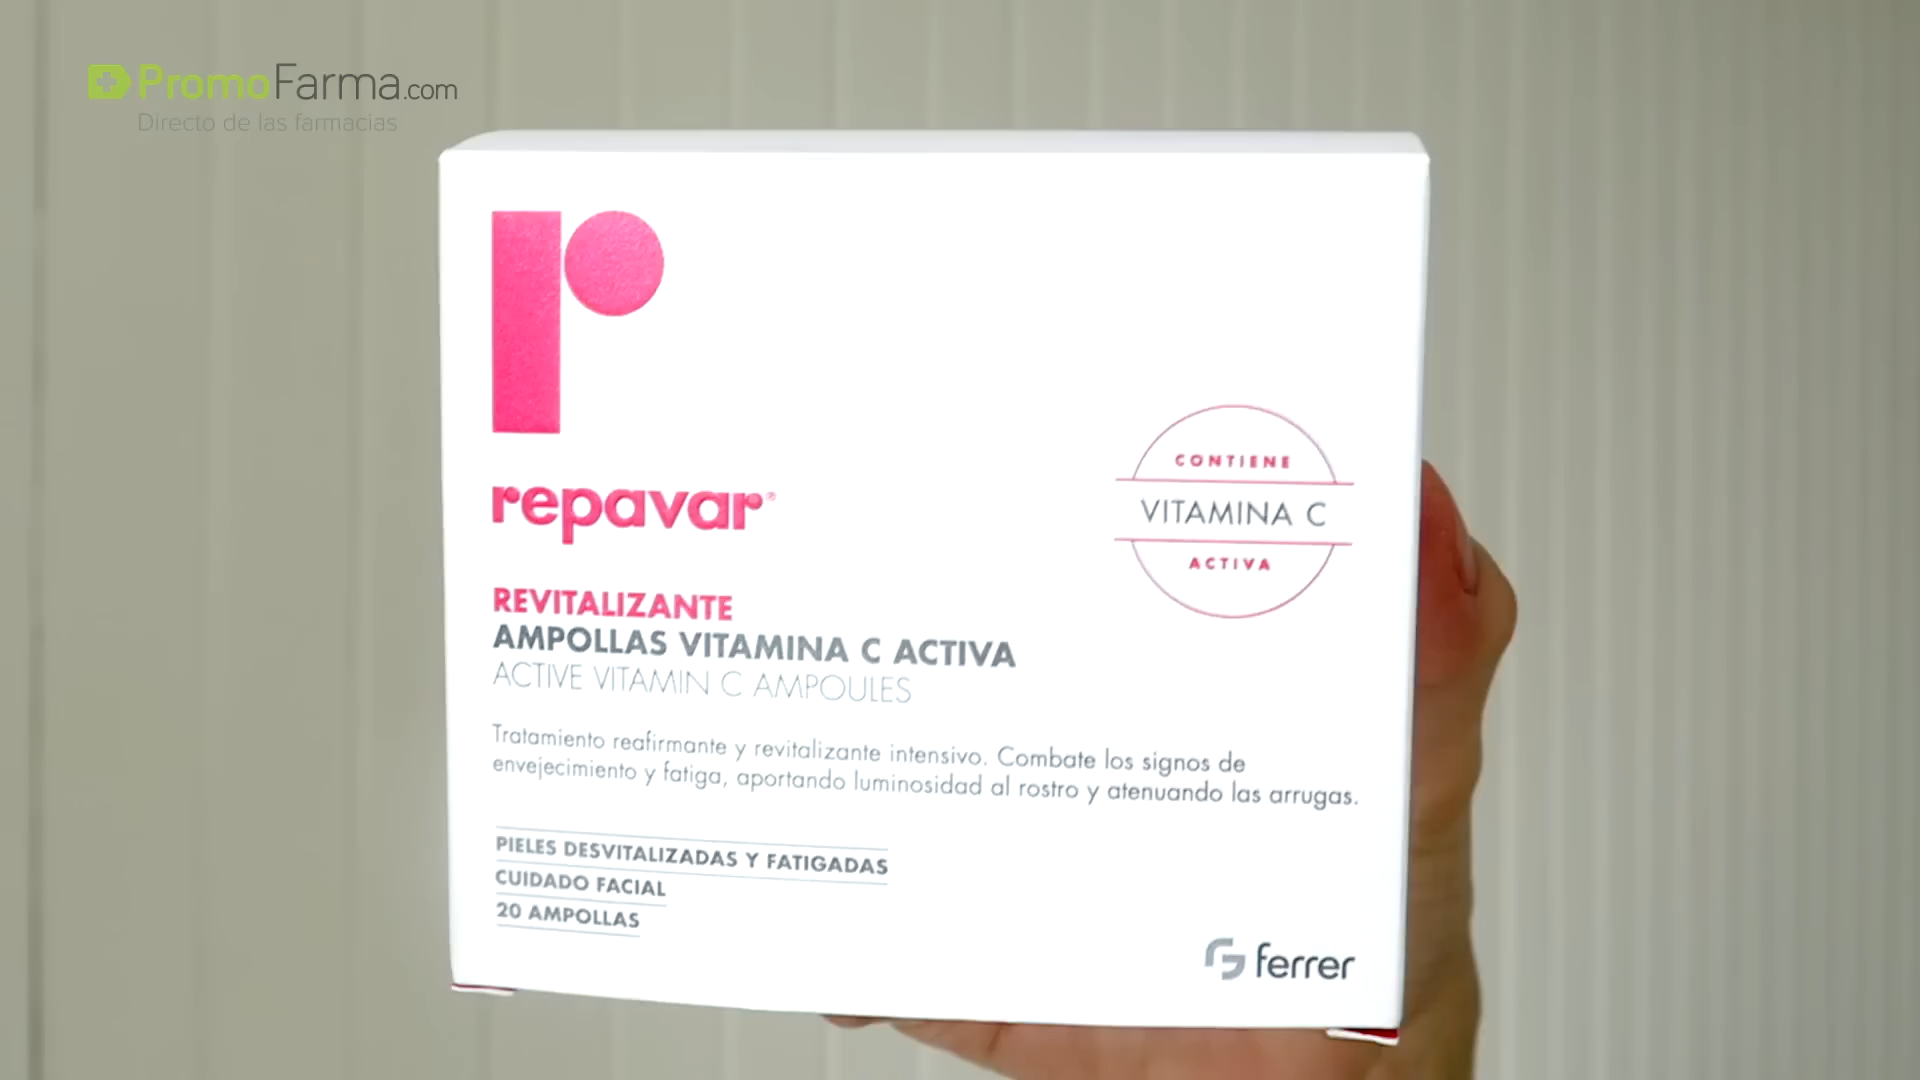 PromoFarma.com
Directo de las farmacias
r
repavar®
CONTIENE
VITAMINA C
ACTIVA
REVITALIZANTE
AMPOLLAS VITAMINA C ACTIVA
ACTIVE VITAMIN C AMPOULES
Tratamiento reafirmante y revitalizante intensivo. Combate los signos de
envejecimiento y fatiga, aportando luminosidad al rostro y atenuando las arrugas.
PIELES DESVITALIZADAS Y FATIGADAS
CUIDADO FACIAL
20 AMPOLLAS
ferrer